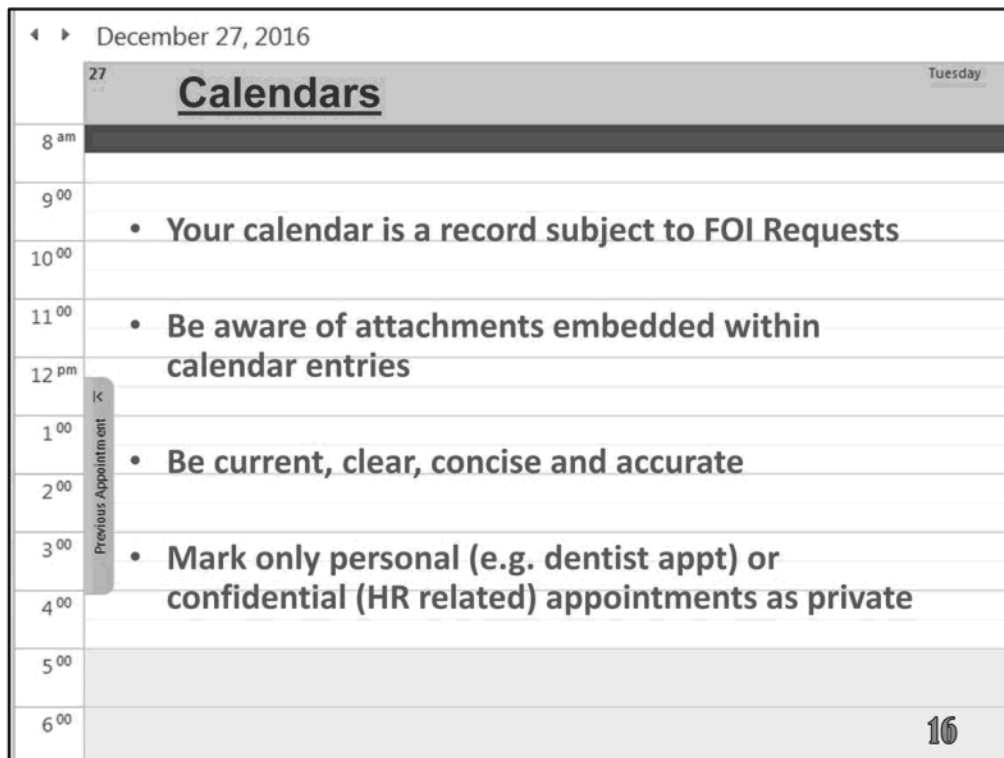 December 27, 2016
27
Tuesday
Calendars
8 am
9 00
• Your calendar is a record subject to FOI Requests
10 00
11 00
• Be aware of attachments embedded within
calendar entries
12 pm
Previous Appointment
1 00
• Be current, clear, concise and accurate
2 00
3 00
• Mark only personal (e.g. dentist appt) or
confidential (HR related) appointments as private
4 00
5 00
6 00
16